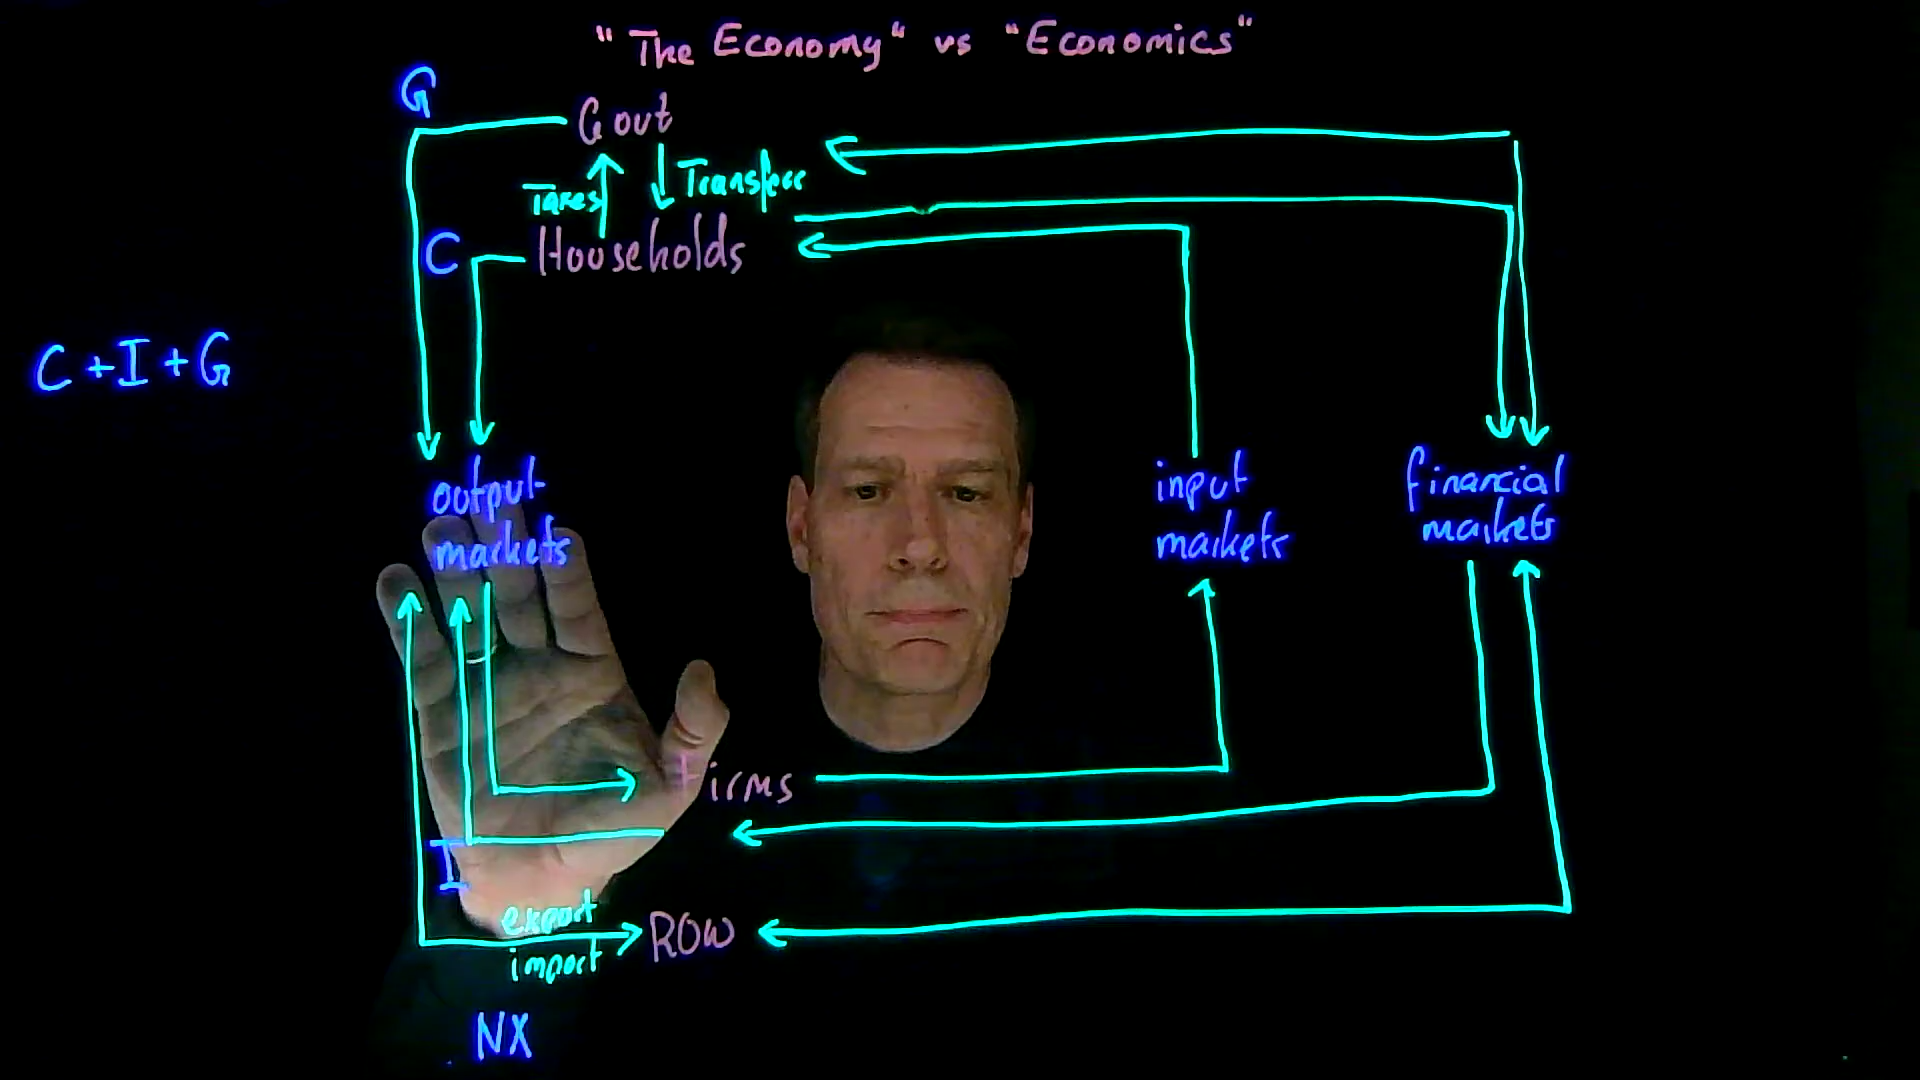 " The Economy " vs " Economics "
G
Gout
Taxes
Transfers
C
Households
C + I + G
output
markets
input
markets
financial
markets
Firms
I
export
import
ROW
NX